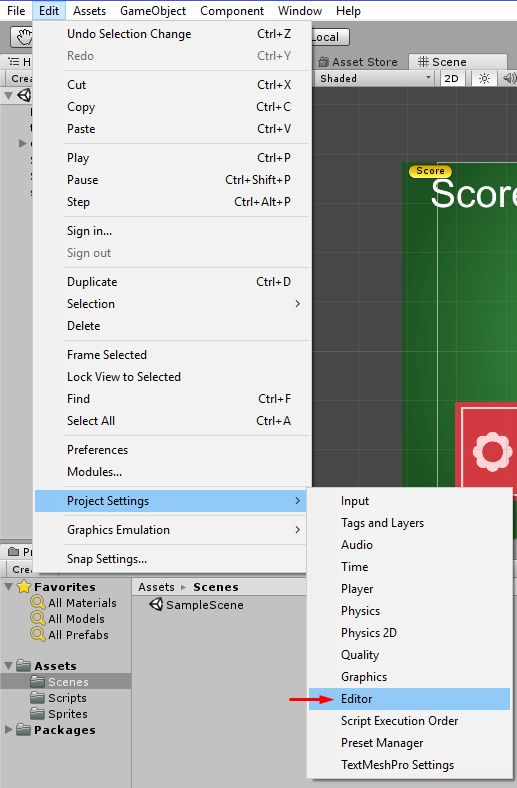 File Edit Assets GameObject Component Window Help
Undo Selection Change Ctrl+Z
Redo Ctrl+Y
Cut Ctrl+X
Copy Ctrl+C
Paste Ctrl+V
Play Ctrl+P
Pause Ctrl+Shift+P
Step Ctrl+Alt+P
Sign in...
Sign out
Duplicate Ctrl+D
Selection
Delete
Frame Selected
Lock View to Selected
Find Ctrl+F
Select All Ctrl+A
Preferences
Modules...
Project Settings
Graphics Emulation
Snap Settings...
Input
Tags and Layers
Audio
Time
Player
Physics
Physics 2D
Quality
Graphics
Editor
Script Execution Order
Preset Manager
TextMeshPro Settings
Local
Asset Store Scene
Shaded 2D
Score
Score
Favorites
All Materials
All Models
All Prefabs
Assets
Scenes
Scripts
Sprites
Packages
Assets Scenes
SampleScene